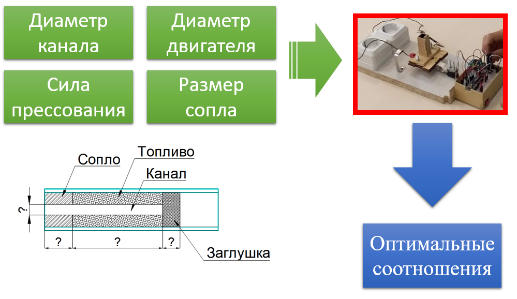 Диаметр
канала
Диаметр
двигателя
Сила
прессования
Размер
сопла
Топливо
Сопло
Канал
?
?
?
?
Заглушка
Оптимальные
соотношения